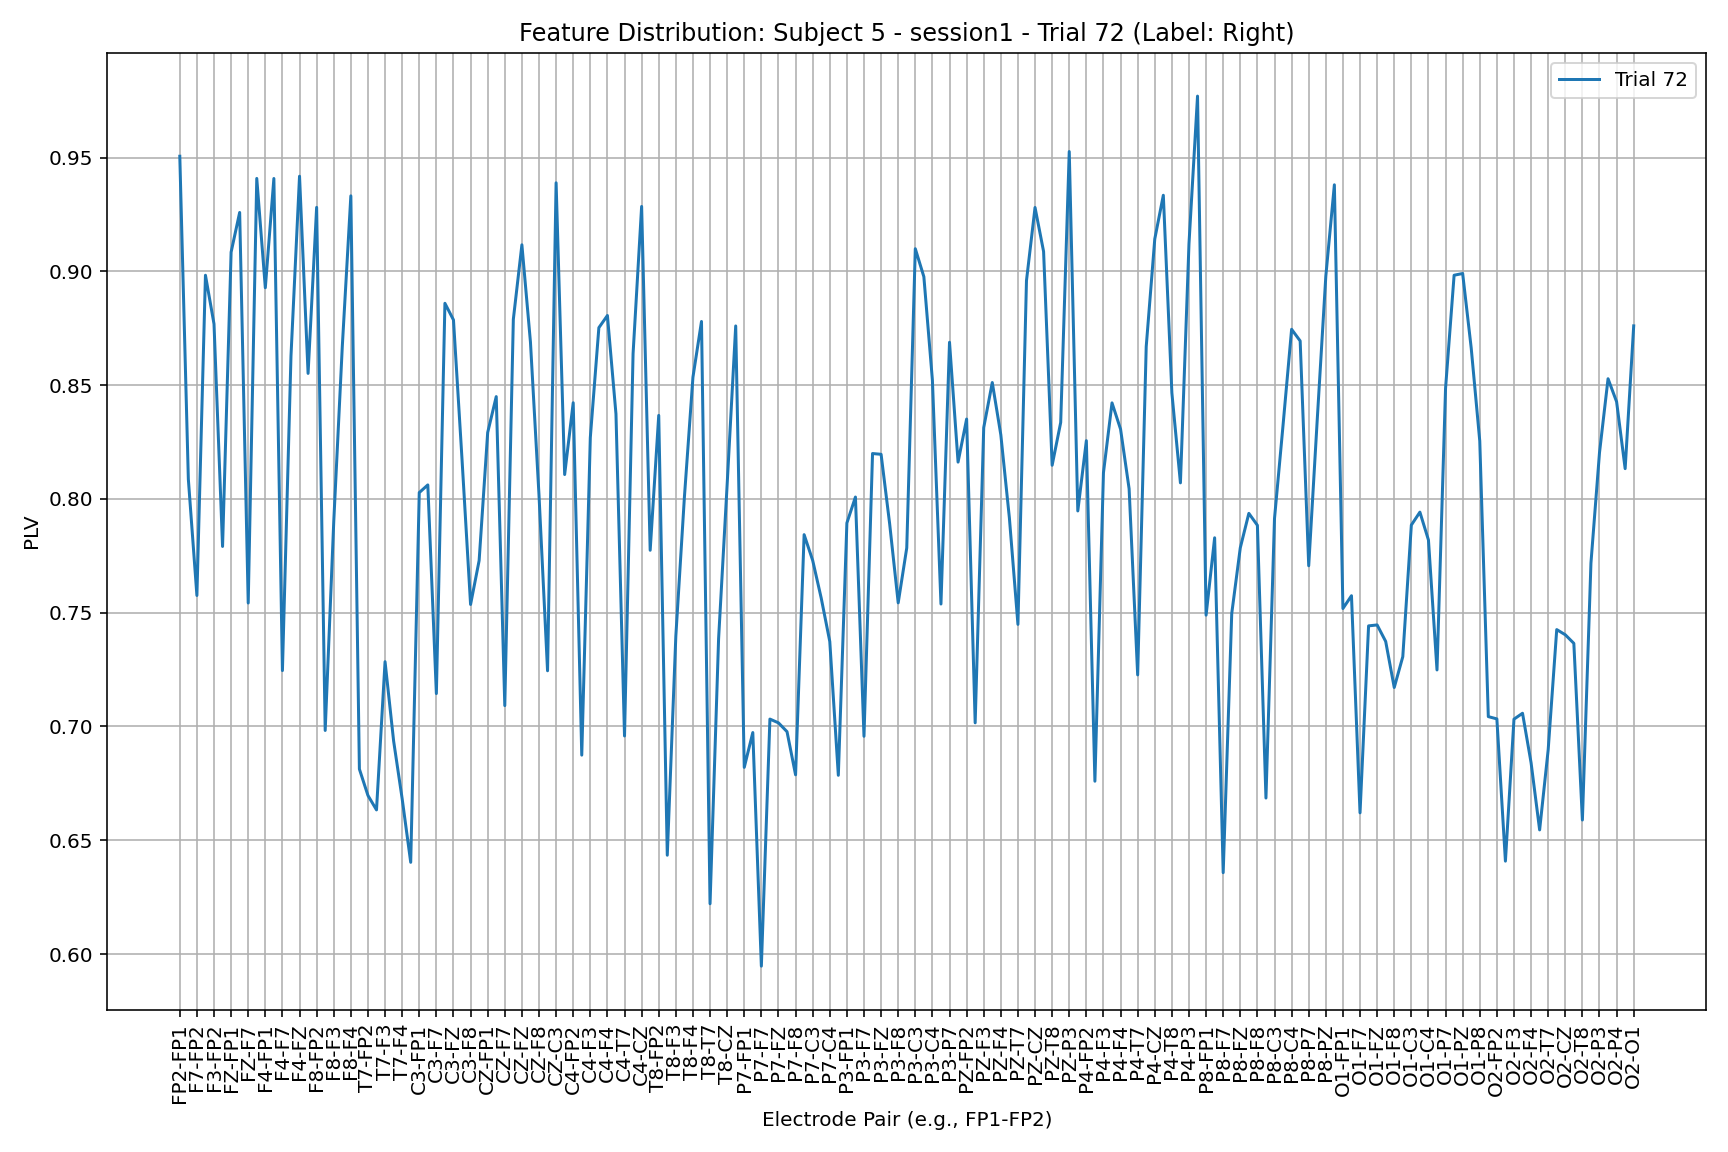 Feature Distribution: Subject 5 - session1 - Trial 72 (Label: Right)
Trial 72
0.95
0.90
0.85
0.80
0.75
0.70
0.65
0.60
PLV
FP2-FP1
F7-FP2
F3-FP2
FZ-FP1
FZ-F7
F4-FP1
F4-F7
F4-FZ
F8-FP2
F8-F3
F8-F4
T7-FP2
T7-F3
T7-F4
C3-FP1
C3-F7
C3-FZ
C3-F8
CZ-FP1
CZ-F7
CZ-FZ
CZ-F8
CZ-C3
C4-FP2
C4-F3
C4-F4
C4-T7
C4-CZ
T8-FP2
T8-F3
T8-F4
T8-T7
T8-CZ
P7-FP1
P7-F7
P7-FZ
P7-F8
P7-C3
P7-C4
P3-FP1
P3-F7
P3-FZ
P3-F8
P3-C3
P3-C4
P3-P7
PZ-FP2
PZ-F3
PZ-F4
PZ-T7
PZ-CZ
PZ-T8
PZ-P3
P4-FP2
P4-F3
P4-F4
P4-T7
P4-CZ
P4-T8
P4-P3
P8-FP1
P8-F7
P8-FZ
P8-F8
P8-C3
P8-C4
P8-P7
P8-PZ
O1-FP1
O1-F7
O1-FZ
O1-F8
O1-C3
O1-C4
O1-P7
O1-PZ
O1-P8
O2-FP2
O2-F3
O2-F4
O2-T7
O2-CZ
O2-T8
O2-P3
O2-P4
O2-O1
Electrode Pair (e.g., FP1-FP2)